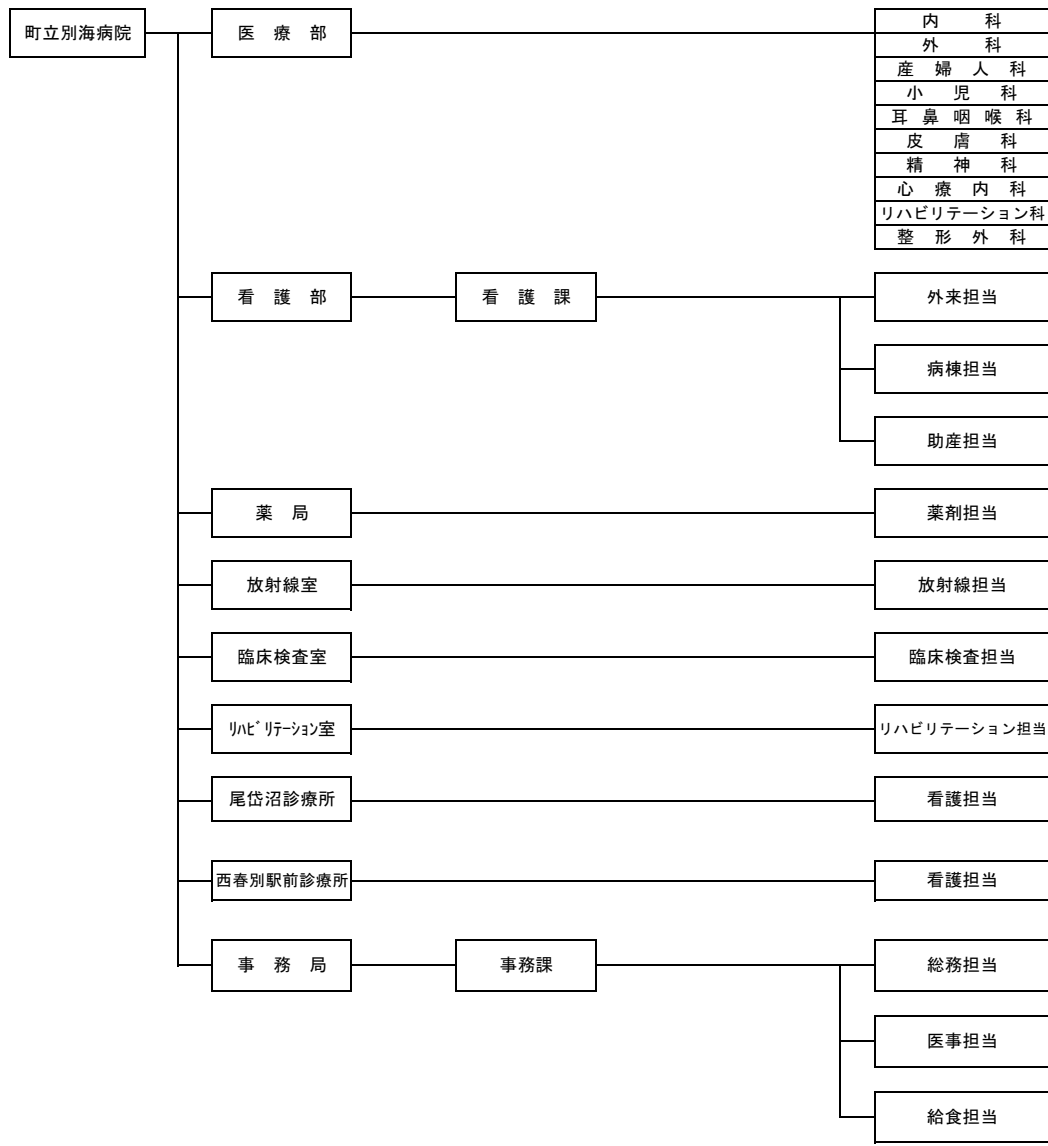 町立別海病院
医療部
内科
外科
産婦人科
小児科
耳鼻咽喉科
皮膚科
精神科
心療内科
リハビリテーション科
整形外科
看護部
看護課
外来担当
病棟担当
助産担当
薬局
薬剤担当
放射線室
放射線担当
臨床検査室
臨床検査担当
ﾘﾊﾋﾞﾘﾃｰｼｮﾝ室
リハビリテーション担当
尾岱沼診療所
看護担当
西春別駅前診療所
看護担当
事務局
事務課
総務担当
医事担当
給食担当